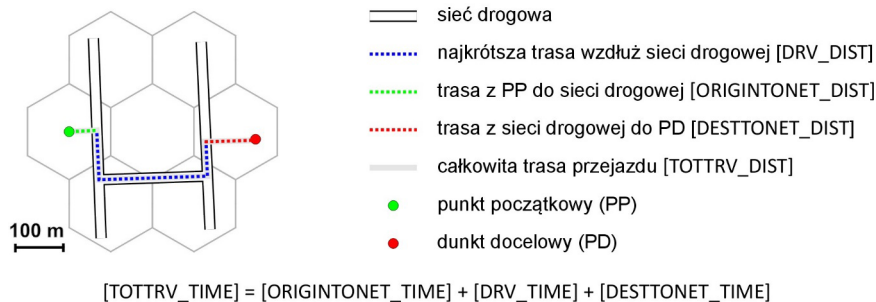 sieć drogowa
najkrótsza trasa wzdłuż sieci drogowej [DRV_DIST]
trasa z PP do sieci drogowej [ORIGINTONET_DIST]
trasa z sieci drogowej do PD [DESTTONET_DIST]
całkowita trasa przejazdu [TOTTRV_DIST]
punkt początkowy (PP)
dunkt docelowy (PD)
100 m
[TOTTRV_TIME] = [ORIGINTONET_TIME] + [DRV_TIME] + [DESTTONET_TIME]